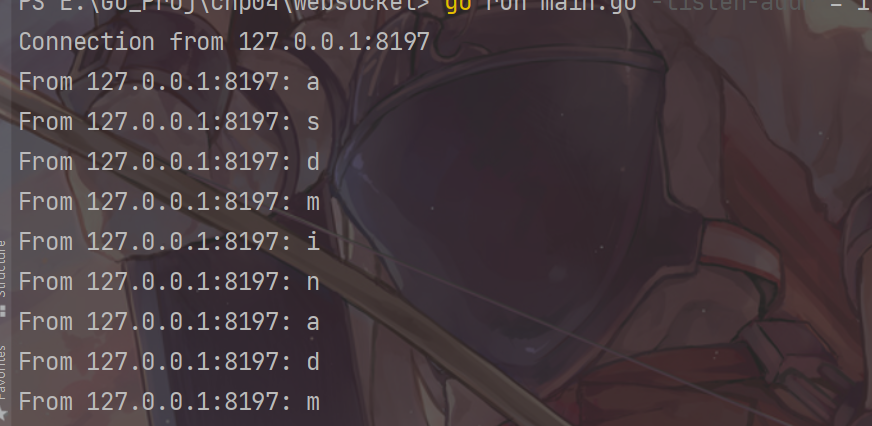 PS E:\Go_Proj\chp04\websocket> go run main.go -listen-add
Connection from 127.0.0.1:8197
From 127.0.0.1:8197: a
From 127.0.0.1:8197: s
From 127.0.0.1:8197: d
From 127.0.0.1:8197: m
From 127.0.0.1:8197: i
From 127.0.0.1:8197: n
From 127.0.0.1:8197: a
From 127.0.0.1:8197: d
From 127.0.0.1:8197: m
Structure
Favorites